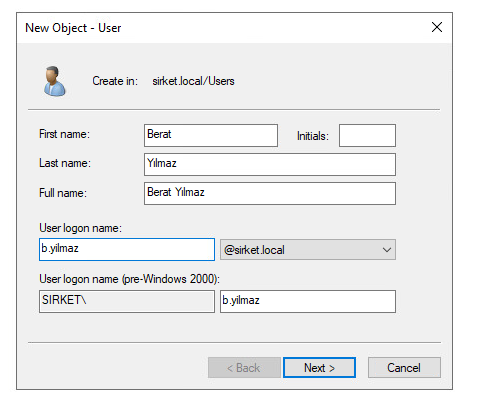 New Object - User
Create in: sirket.local/Users
First name: Berat Initials:
Last name: Yılmaz
Full name: Berat Yılmaz
User logon name:
b.yilmaz @sirket.local
User logon name (pre-Windows 2000):
SIRKET\ b.yilmaz
< Back Next > Cancel